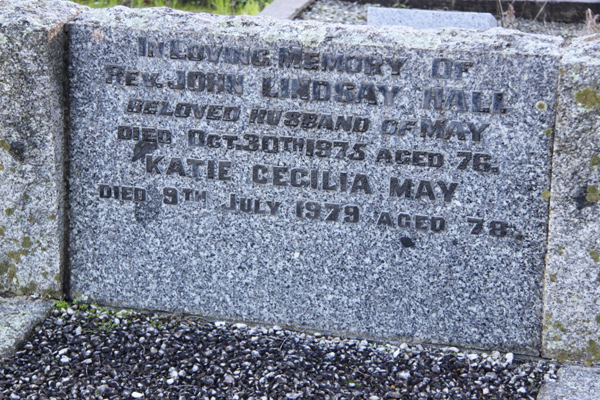 IN LOVING MEMORY OF
REV. JOHN LINDSAY HALL
BELOVED HUSBAND OF MAY
DIED OCT. 30TH 1975 AGED 76.
KATIE CECILIA MAY
DIED 9TH JULY 1979 AGED 78.